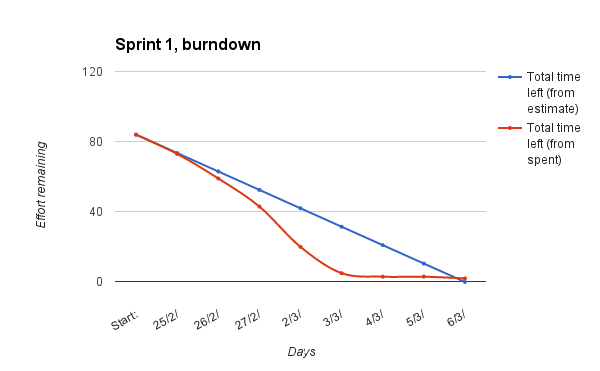 Sprint 1, burndown
120
80
40
0
Effort remaining
Start:
25/2/
26/2/
27/2/
2/3/
3/3/
4/3/
5/3/
6/3/
Days
Total time
left (from
estimate)
Total time
left (from
spent)